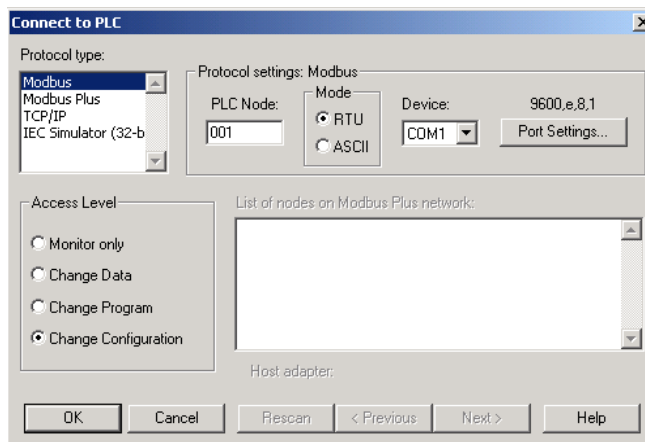 Connect to PLC
Protocol type:
Modbus
Modbus Plus
TCP/IP
IEC Simulator (32-b
Protocol settings: Modbus
PLC Node:
001
Mode
RTU
ASCII
Device:
COM1
9600,e,8,1
Port Settings...
Access Level
Monitor only
Change Data
Change Program
Change Configuration
List of nodes on Modbus Plus network:
Host adapter:
OK
Cancel
Rescan
< Previous
Next >
Help